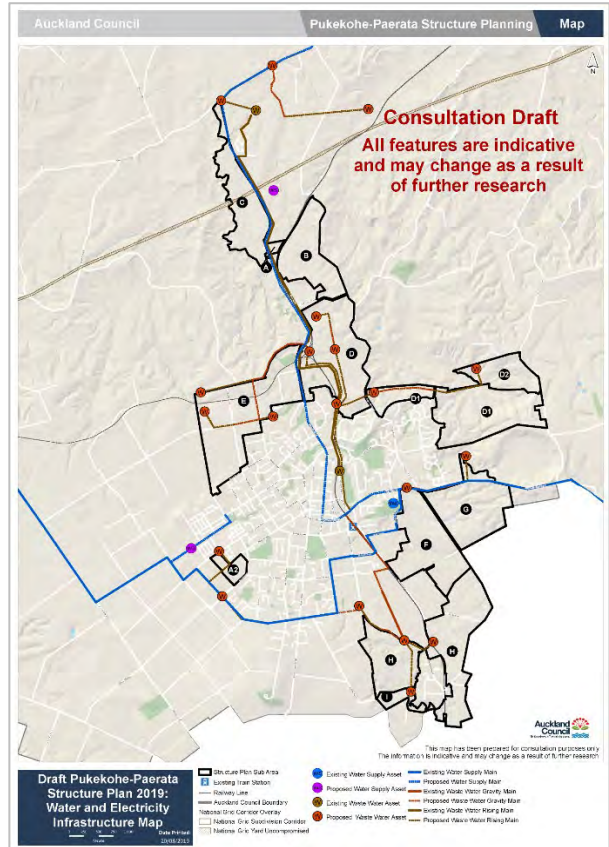 Auckland Council
Pukekohe-Paerata Structure Planning
Map
N
Consultation Draft
All features are indicative
and may change as a result
of further research
W
W
W
W
C
B
A
W
W
D
W
E
W
W
W
W
D1
W
D2
D1
W
W
W
G
F
W
A2
W
W
W
W
H
H
I
W
Auckland
Council
This map has been prepared for consultation purposes only
The information is indicative and may change as a result of further research
Draft Pukekohe-Paerata
Structure Plan 2019:
Water and Electricity
Infrastructure Map
Date Printed
Structure Plan Sub Area
Existing Train Station
Railway Line
Auckland Council Boundary
National Grid Corridor Overlay
National Grid Subdivision Corridor
National Grid Yard Uncompromised
Existing Water Supply Asset
Proposed Water Supply Asset
Existing Waste Water Asset
Proposed Waste Water Asset
Existing Water Supply Main
Proposed Water Supply Main
Existing Waste Water Gravity Main
Proposed Waste Water Gravity Main
Existing Waste Water Rising Main
Proposed Waste Water Rising Main